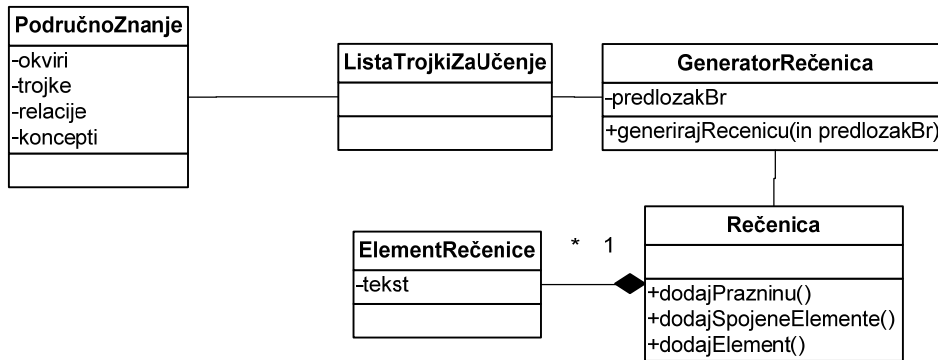 PodručnoZnanje
-okviri
-trojke
-relacije
-koncepti
ListaTrojkiZaUčenje
GeneratorRečenica
-predlozakBr
+generirajRecenicu(in predlozakBr)
ElementRečenice
-tekst
* 1
Rečenica
+dodajPrazninu()
+dodajSpojeneElemente()
+dodajElement()